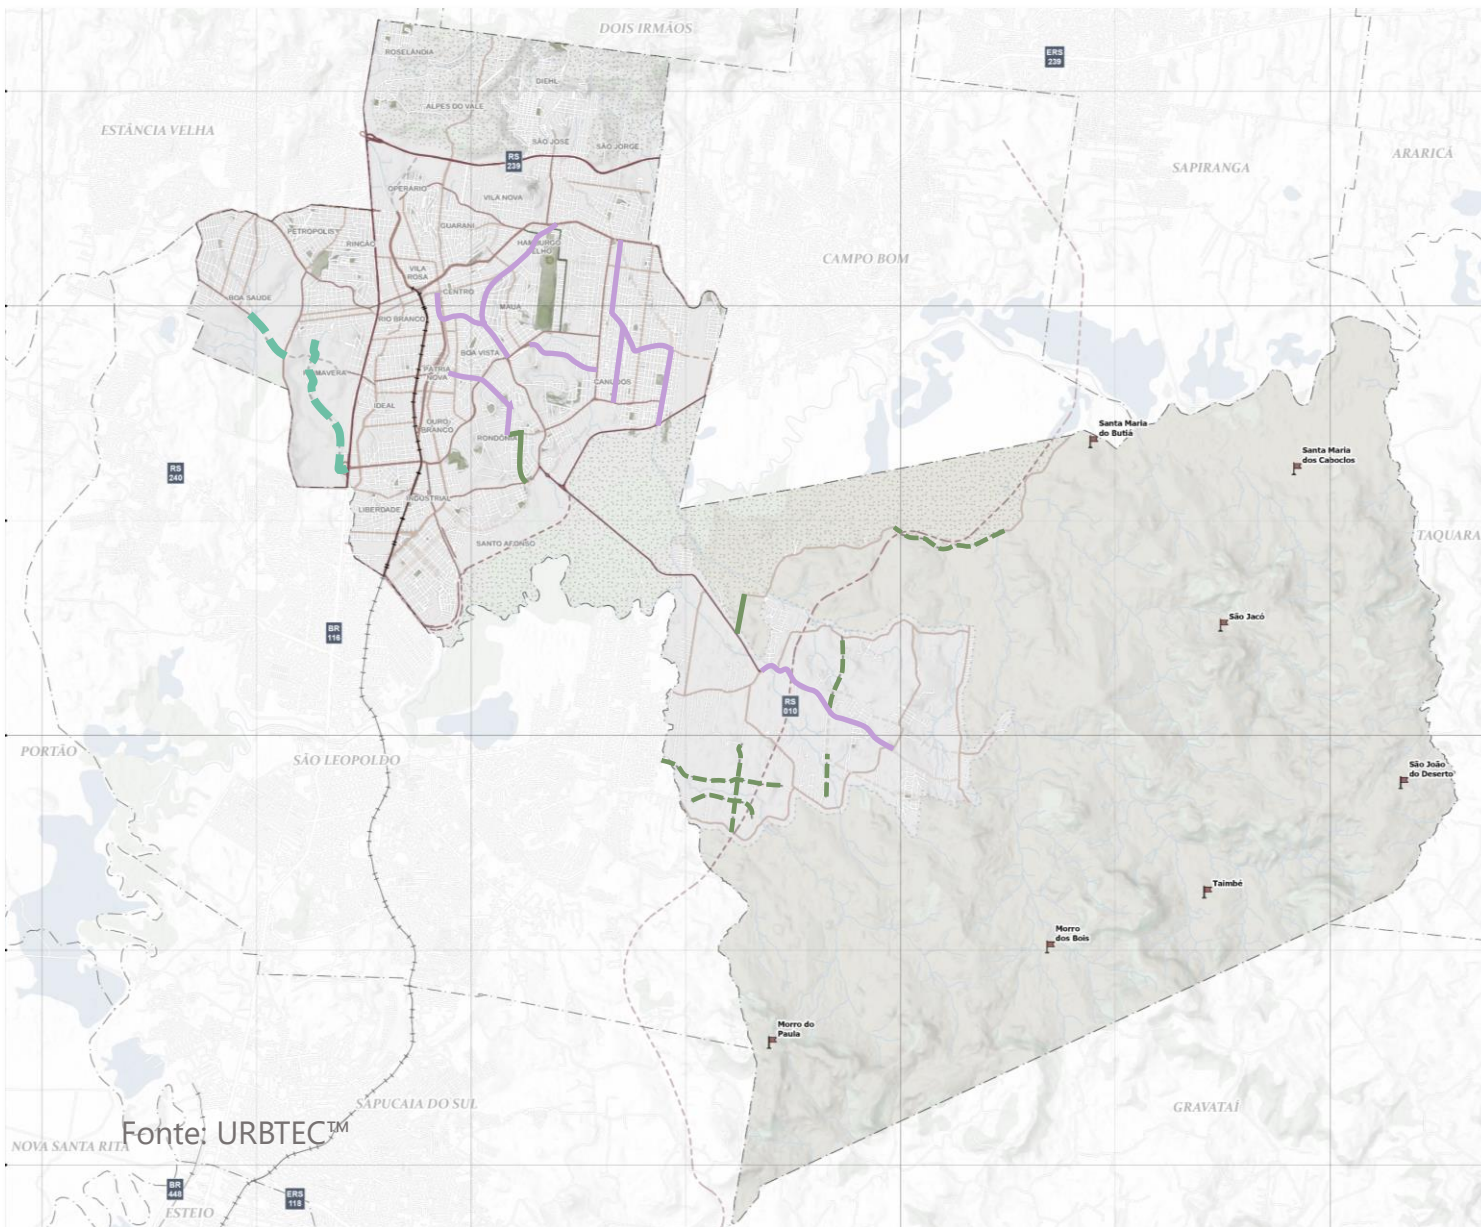 DOIS IRMÃOS
ROSELÂNDIA
ERS
239
DIEHL
ALPES DO VALE
ESTÂNCIA VELHA
SÃO JOSÉ
SÃO JORGE
ARARICÁ
RS
239
SAPIRANGA
OPERÁRIO
VILA NOVA
GUARANI
PETRÓPOLIS
RINCÃO
HAMBURGO
VELHO
CAMPO BOM
VILA
ROSA
CENTRO
BOA SAÚDE
MAUÁ
RIO BRANCO
BOA VISTA
PRIMAVERA
PÁTRIA
NOVA
CANUDOS
IDEAL
OURO
BRANCO
RONDÔNIA
Santa Maria
do Butiá
Santa Maria
dos Caboclos
RS
240
INDUSTRIAL
LIBERDADE
SANTO AFONSO
TAQUARA
São Jacó
BR
116
RS
010
PORTÃO
SÃO LEOPOLDO
São João
do Deserto
Taimbé
Morro
dos Bois
Morro do
Paula
SAPUCAIA DO SUL
GRAVATAÍ
Fonte: URBTEC™
NOVA SANTA RITA
BR
448
ERS
118
ESTEIO